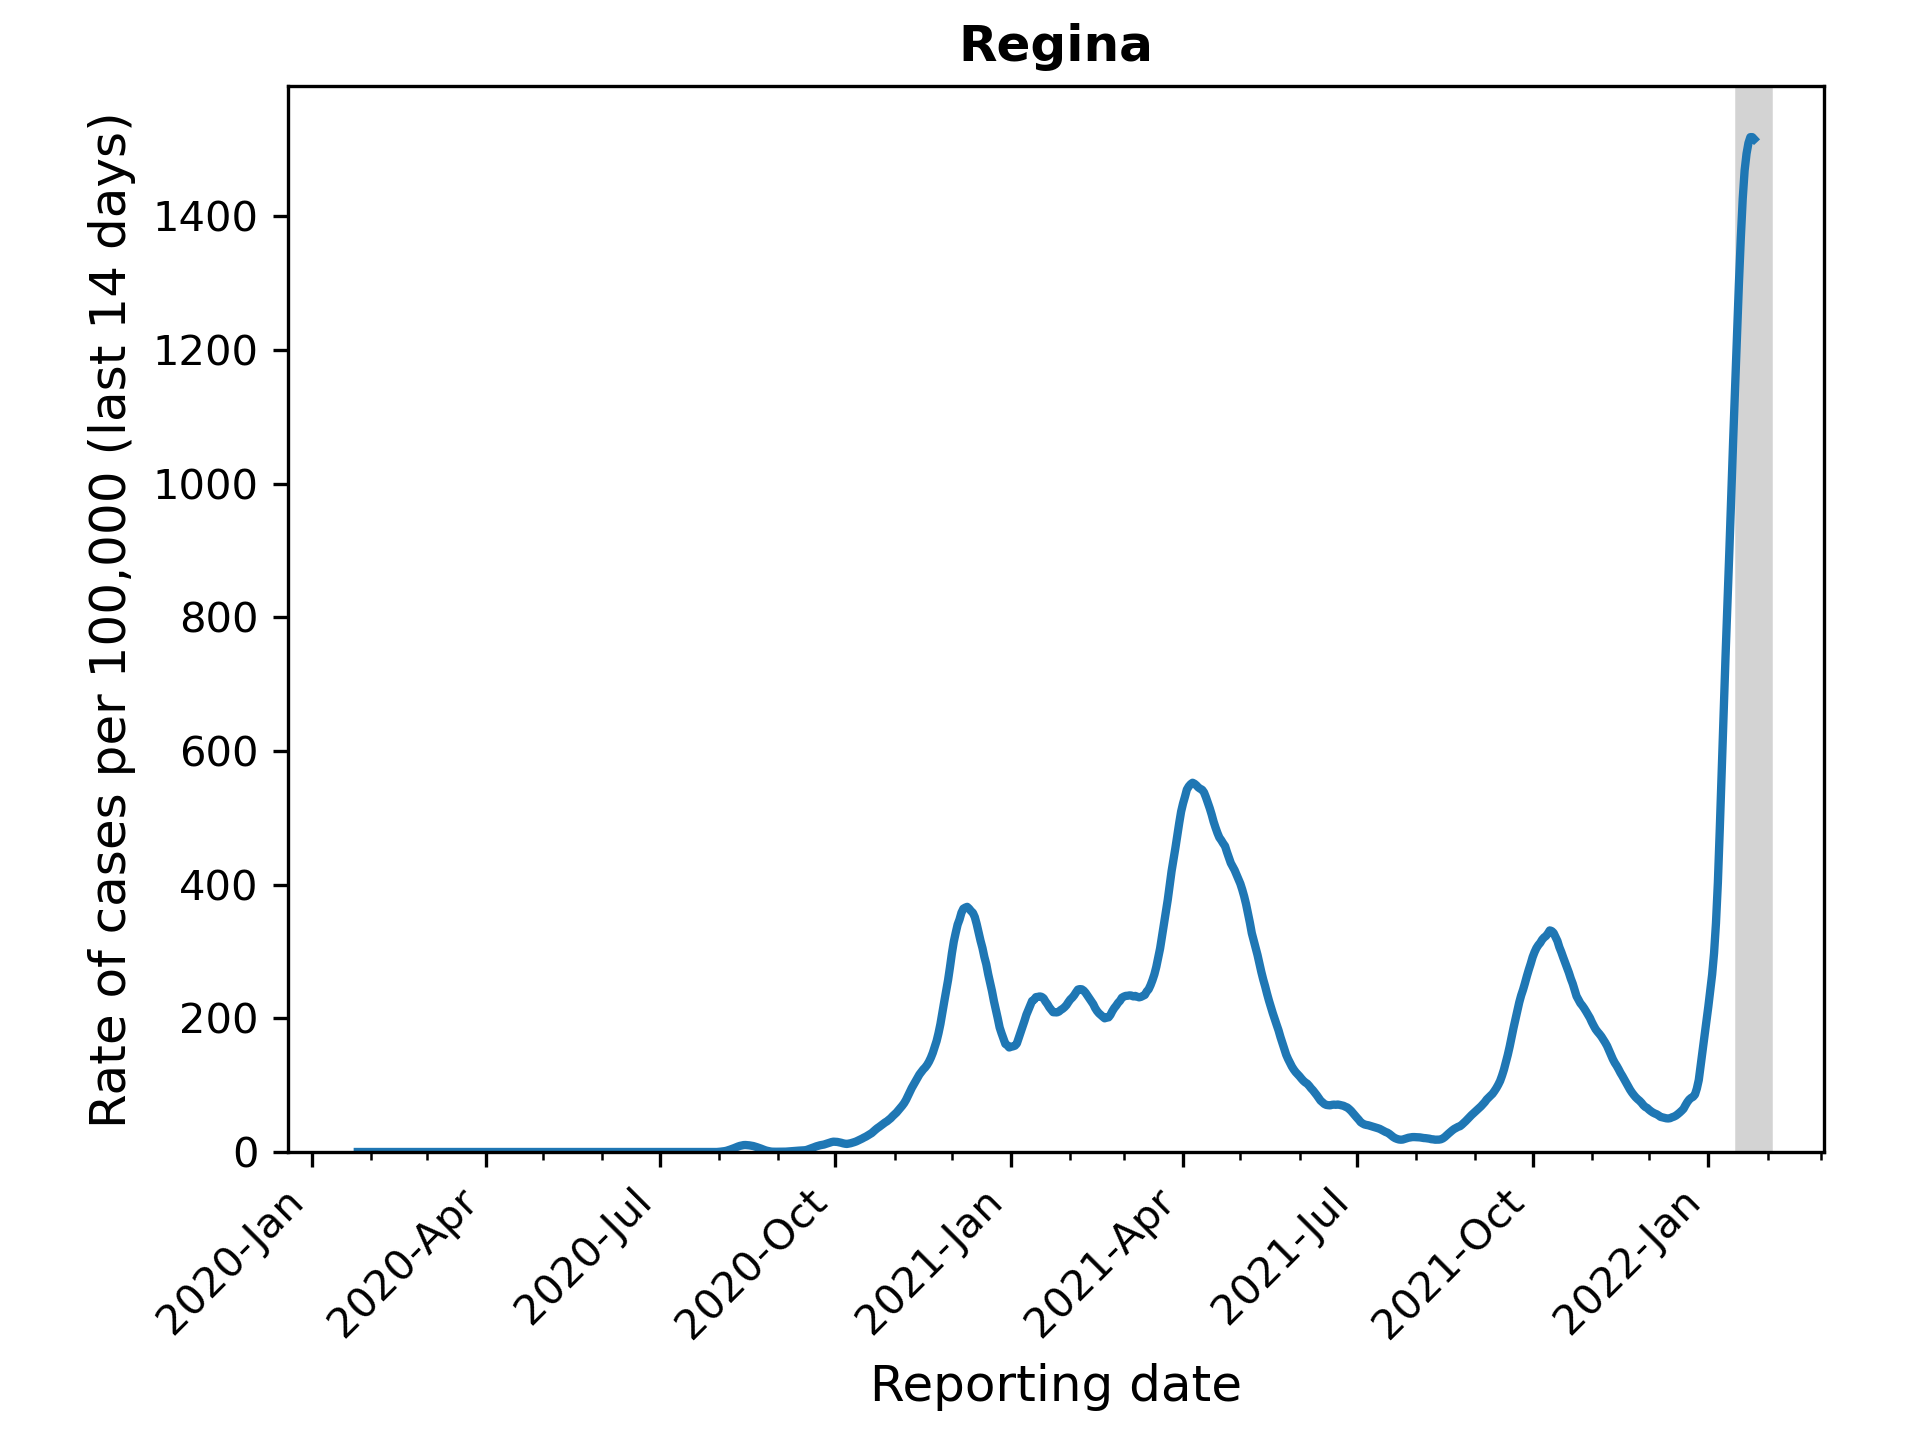 Regina
Rate of cases per 100,000 (last 14 days)
1400
1200
1000
800
600
400
200
0
2020-Jan
2020-Apr
2020-Jul
2020-Oct
2021-Jan
2021-Apr
2021-Jul
2021-Oct
2022-Jan
Reporting date